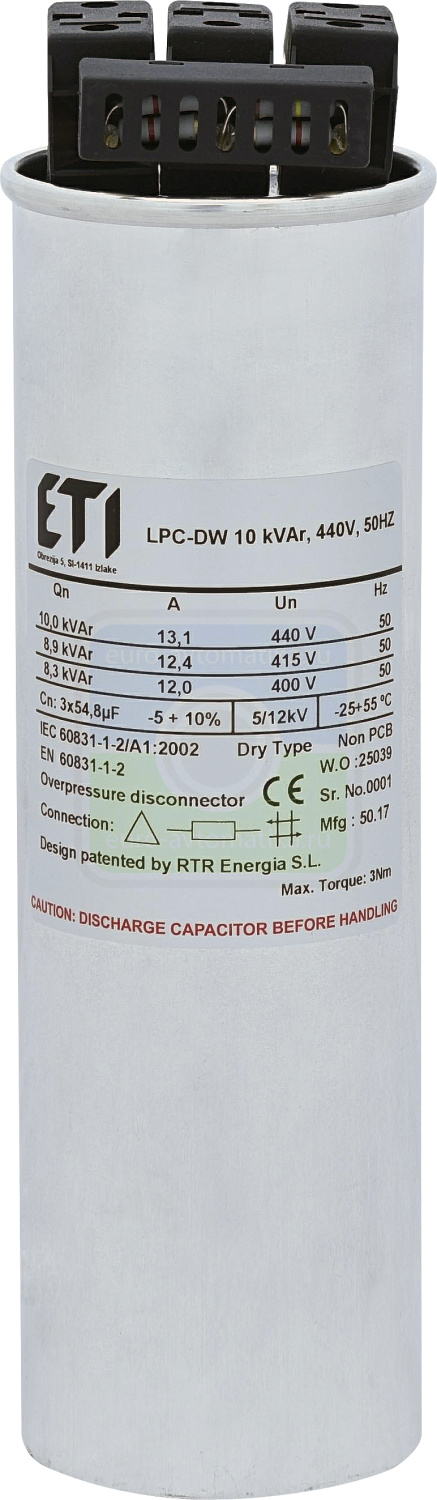 ETI
Obrezija 5, SI-1411 Izlake
LPC-DW 10 kVAr, 440V, 50HZ
Qn A Un Hz
10,0 kVAr 13,1 440 V 50
8,9 kVAr 12,4 415 V 50
8,3 kVAr 12,0 400 V 50
Cn: 3x54,8µF -5 + 10% 5/12kV -25+55 ºC
IEC 60831-1-2/A1:2002 Dry Type Non PCB
EN 60831-1-2 W.O :25039
Overpressure disconnector CE Sr. No.0001
Connection: Mfg : 50.17
Design patented by RTR Energia S.L.
Max. Torque: 3Nm
CAUTION: DISCHARGE CAPACITOR BEFORE HANDLING